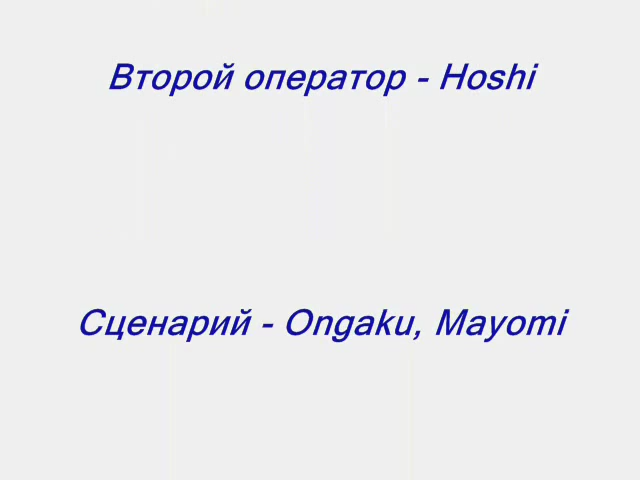 Второй оператор - Hoshi
Сценарий - Ongaku, Mayomi